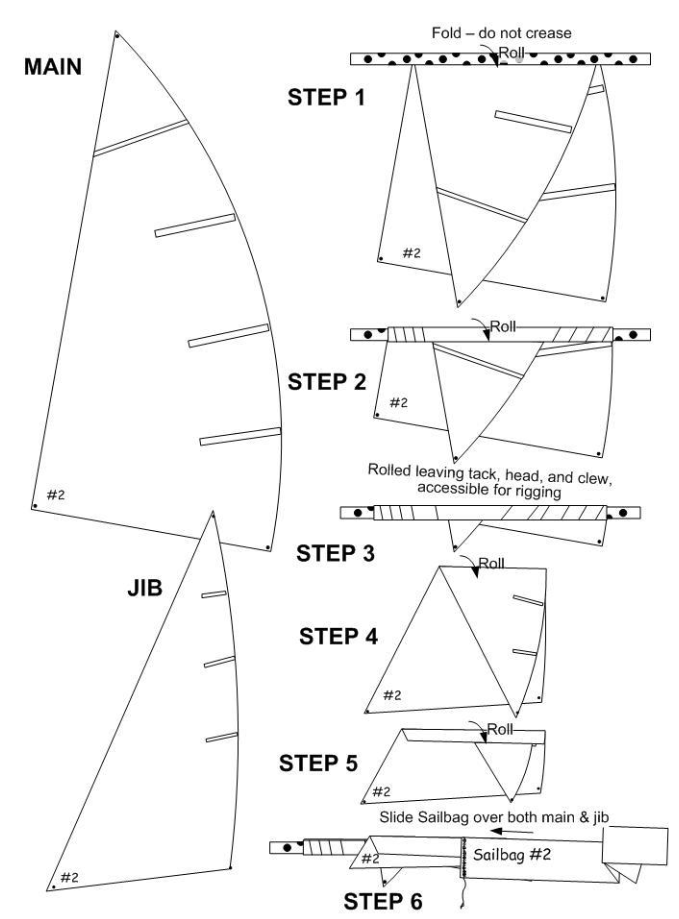 MAIN
#2
JIB
#2
Fold – do not crease
Roll
STEP 1
#2
Roll
STEP 2
#2
Rolled leaving tack, head, and clew,
accessible for rigging
STEP 3
Roll
STEP 4
#2
Roll
STEP 5
#2
Slide Sailbag over both main & jib
#2
Sailbag #2
STEP 6